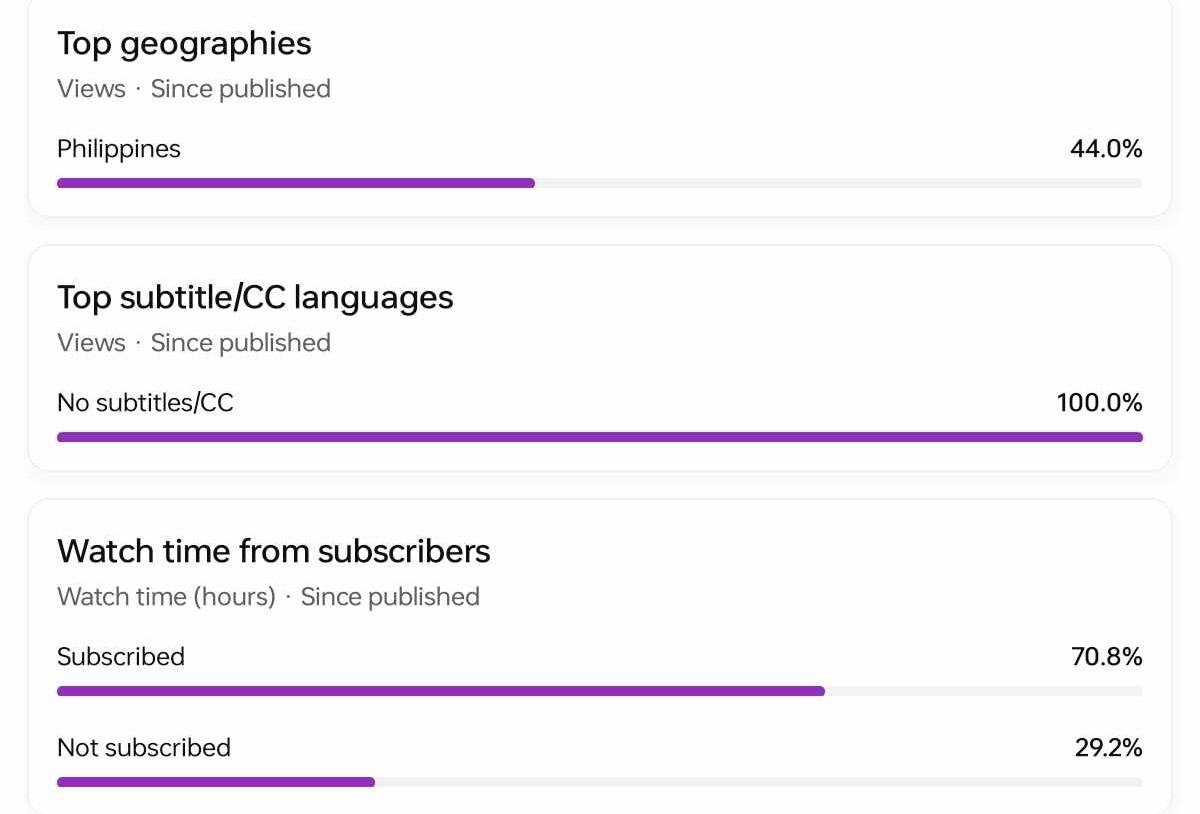 Top geographies
Views · Since published
Philippines 44.0%
Top subtitle/CC languages
Views · Since published
No subtitles/CC 100.0%
Watch time from subscribers
Watch time (hours) · Since published
Subscribed 70.8%
Not subscribed 29.2%